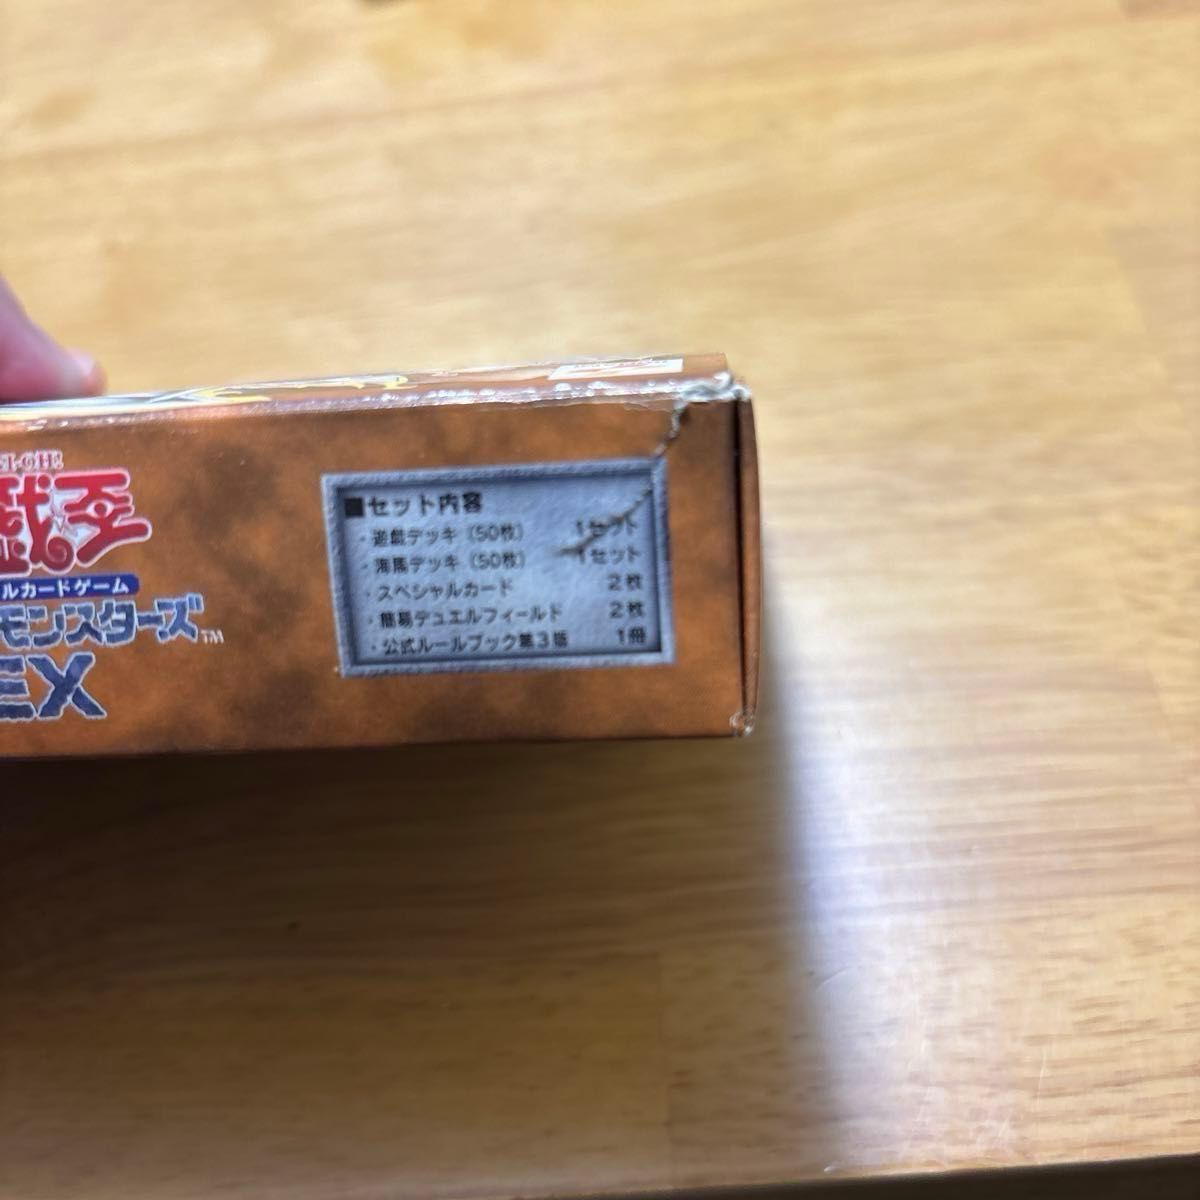 戯王
ルカードゲーム
モンスターズ™
EX
■セット内容
・遊戯デッキ（50枚） 1セット
・海馬デッキ（50枚） 1セット
・スペシャルカード 2枚
・簡易デュエルフィールド 2枚
・公式ルールブック第3版 1冊